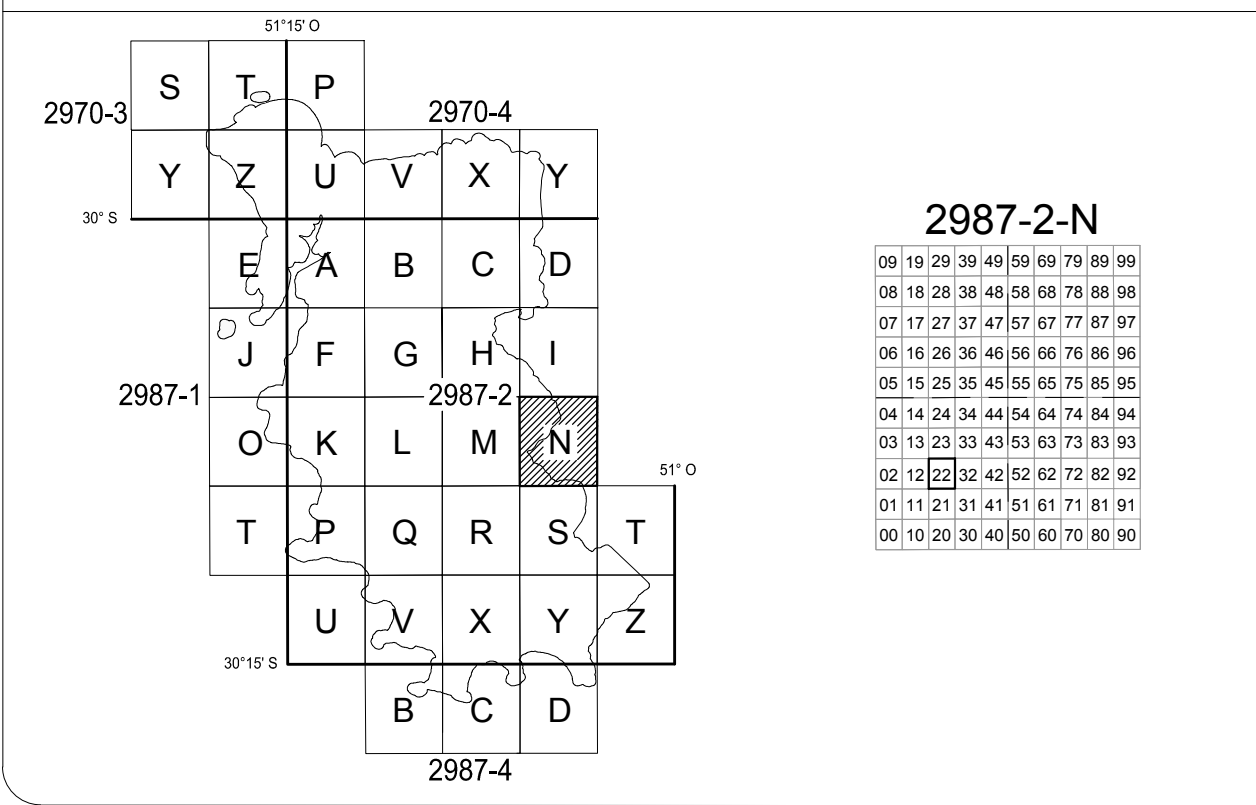 51°15' O
S T P
2970-3 2970-4
Y Z U V X Y
30° S
E A B C D
J F G H I
2987-1 2987-2
O K L M N
51° O
T P Q R S T
U V X Y Z
30°15' S
B C D
2987-4
2987-2-N
09 19 29 39 49 59 69 79 89 99
08 18 28 38 48 58 68 78 88 98
07 17 27 37 47 57 67 77 87 97
06 16 26 36 46 56 66 76 86 96
05 15 25 35 45 55 65 75 85 95
04 14 24 34 44 54 64 74 84 94
03 13 23 33 43 53 63 73 83 93
02 12 22 32 42 52 62 72 82 92
01 11 21 31 41 51 61 71 81 91
00 10 20 30 40 50 60 70 80 90